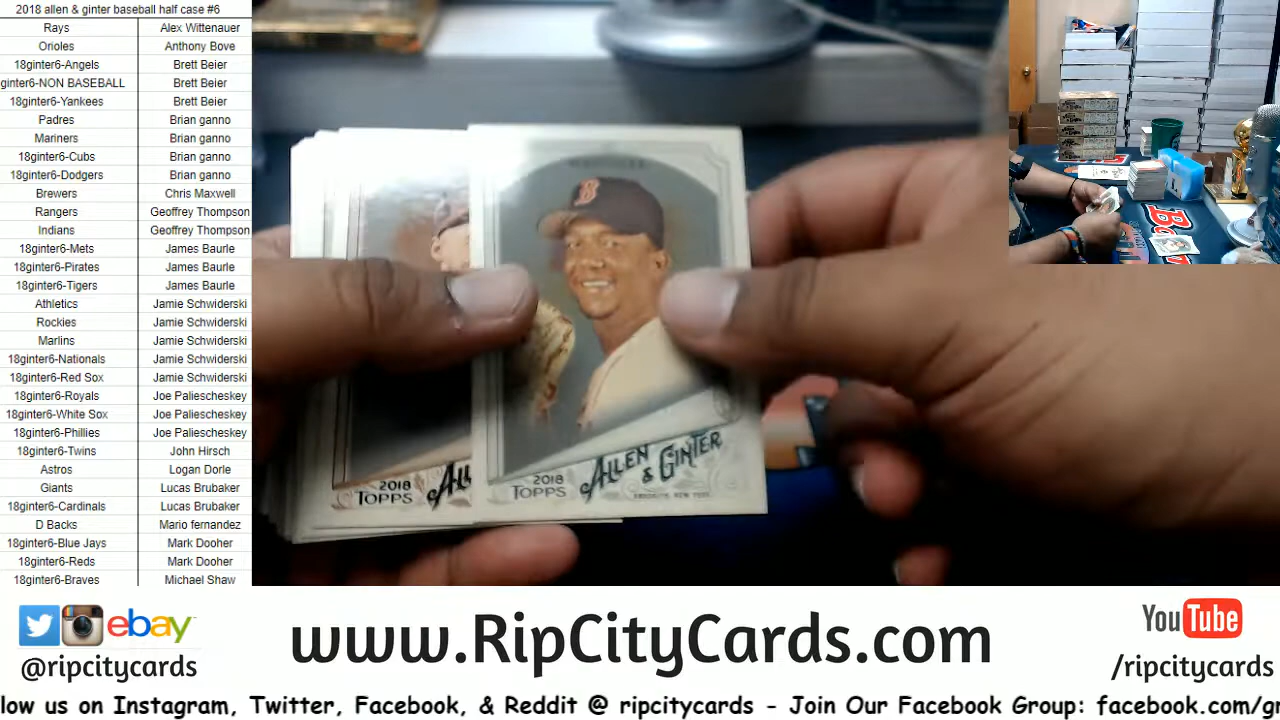 2018 allen & ginter baseball half case #6
Rays Alex Wittenauer
Orioles Anthony Bove
18ginter6-Angels Brett Beier
ginter6-NON BASEBALL Brett Beier
18ginter6-Yankees Brett Beier
Padres Brian ganno
Mariners Brian ganno
18ginter6-Cubs Brian ganno
18ginter6-Dodgers Brian ganno
Brewers Chris Maxwell
Rangers Geoffrey Thompson
Indians Geoffrey Thompson
18ginter6-Mets James Baurle
18ginter6-Pirates James Baurle
18ginter6-Tigers James Baurle
Athletics Jamie Schwiderski
Rockies Jamie Schwiderski
Marlins Jamie Schwiderski
18ginter6-Nationals Jamie Schwiderski
18ginter6-Red Sox Jamie Schwiderski
18ginter6-Royals Joe Paliescheskey
18ginter6-White Sox Joe Paliescheskey
18ginter6-Phillies Joe Paliescheskey
18ginter6-Twins John Hirsch
Astros Logan Dorle
Giants Lucas Brubaker
18ginter6-Cardinals Lucas Brubaker
D Backs Mario fernandez
18ginter6-Blue Jays Mark Dooher
18ginter6-Reds Mark Dooher
18ginter6-Braves Michael Shaw
B
2018 TOPPS ALL
2018 TOPPS ALLEN & GINTER
ebay
@ripcitycards
www.RipCityCards.com
YouTube
/ripcitycards
low us on Instagram, Twitter, Facebook, & Reddit @ ripcitycards - Join Our Facebook Group: facebook.com/gr